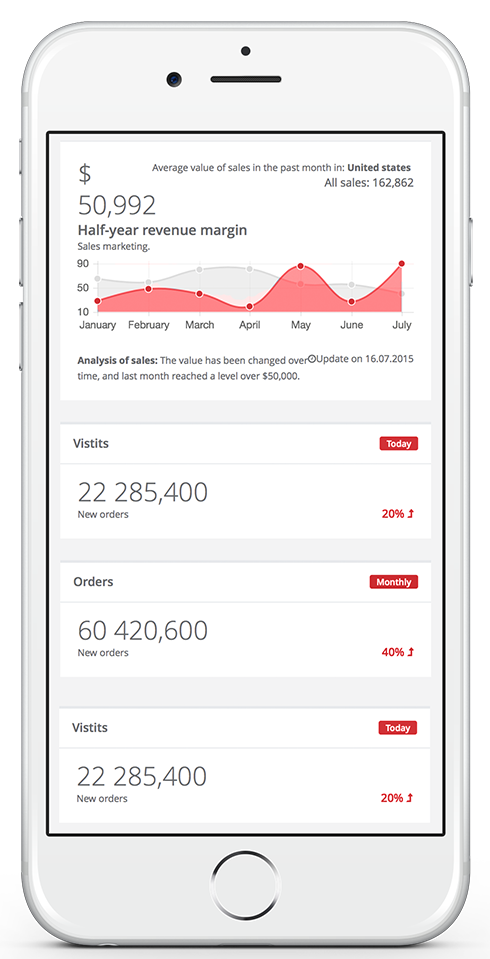 $
50,992
Average value of sales in the past month in: United states
All sales: 162,862
Half-year revenue margin
Sales marketing.
90
50
10
January February March April May June July
Analysis of sales: The value has been changed over
time, and last month reached a level over $50,000.
Update on 16.07.2015
Vistits
Today
22 285,400
New orders
20%
Orders
Monthly
60 420,600
New orders
40%
Vistits
Today
22 285,400
New orders
20%